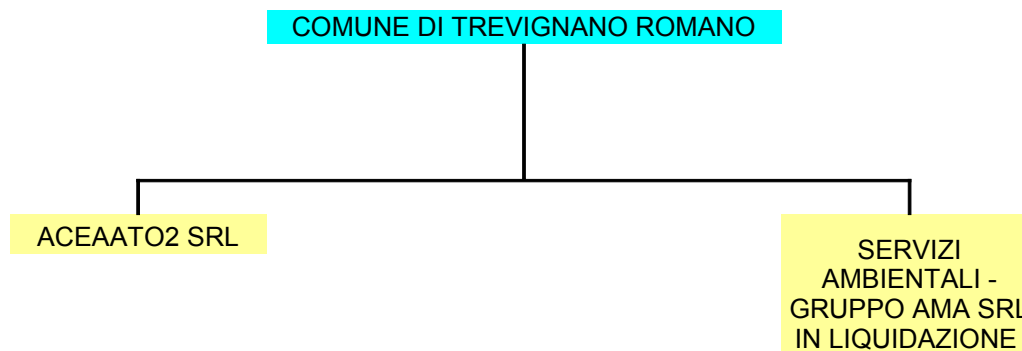 COMUNE DI TREVIGNANO ROMANO
ACEAATO2 SRL
SERVIZI
AMBIENTALI -
GRUPPO AMA SRL
IN LIQUIDAZIONE